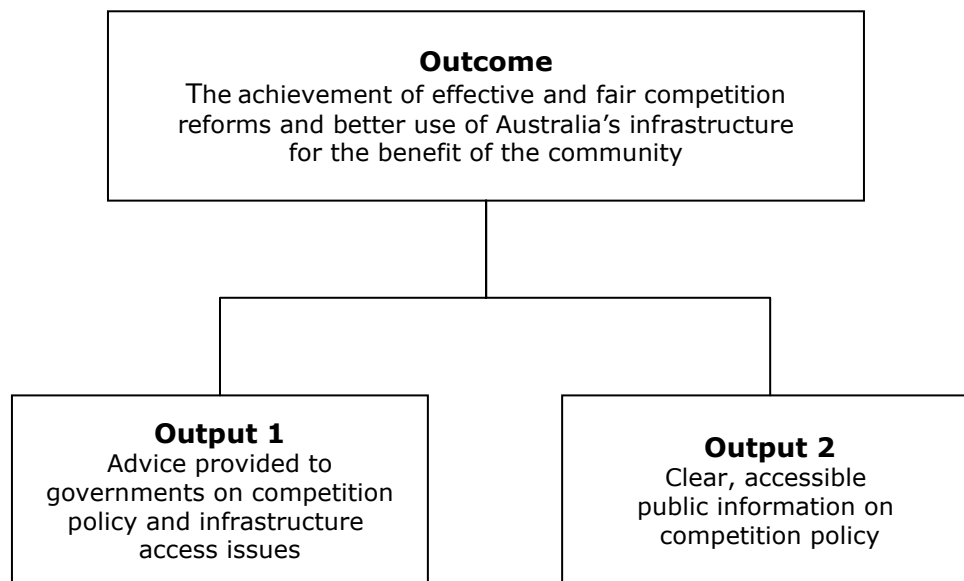 Outcome
The achievement of effective and fair competition
reforms and better use of Australia’s infrastructure
for the benefit of the community
Output 1
Advice provided to
governments on competition
policy and infrastructure
access issues
Output 2
Clear, accessible
public information on
competition policy